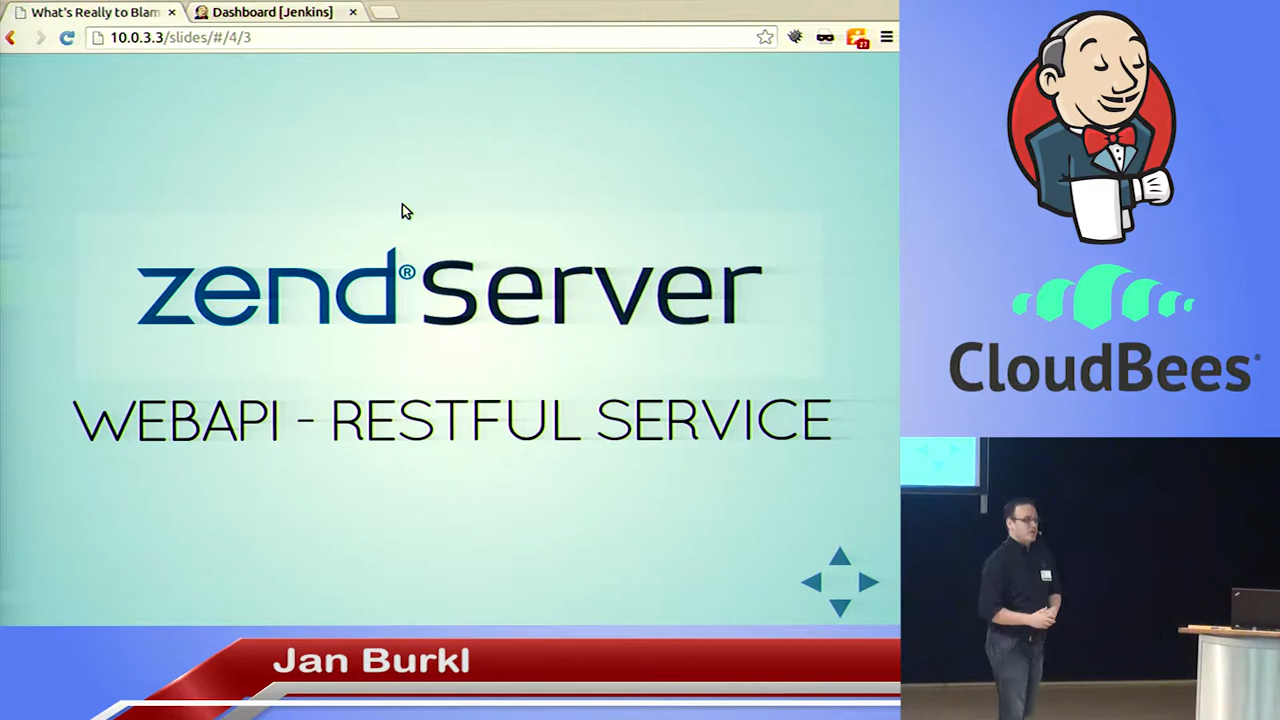 What's Really to Blam
Dashboard [Jenkins]
10.0.3.3/slides/#/4/3
27
zend® Server
WEBAPI - RESTFUL SERVICE
CloudBees
Jan Burkl